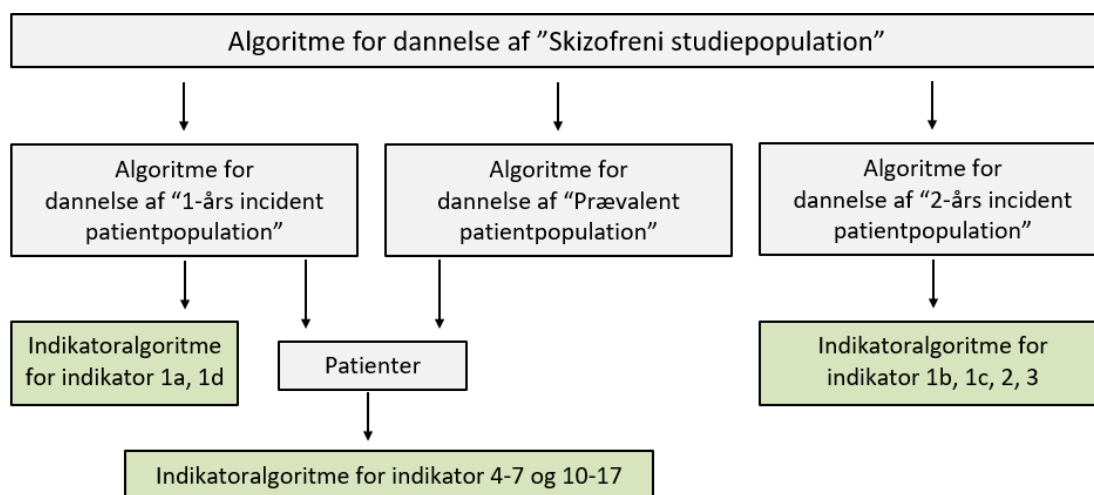 Algoritme for dannelse af ”Skizofreni studiepopulation”
Algoritme for
dannelse af “1-års incident
patientpopulation”
Algoritme for
dannelse af “Prævalent
patientpopulation”
Algoritme for
dannelse af “2-års incident
patientpopulation”
Indikatoralgoritme
for indikator 1a, 1d
Patienter
Indikatoralgoritme for
indikator 1b, 1c, 2, 3
Indikatoralgoritme for indikator 4-7 og 10-17